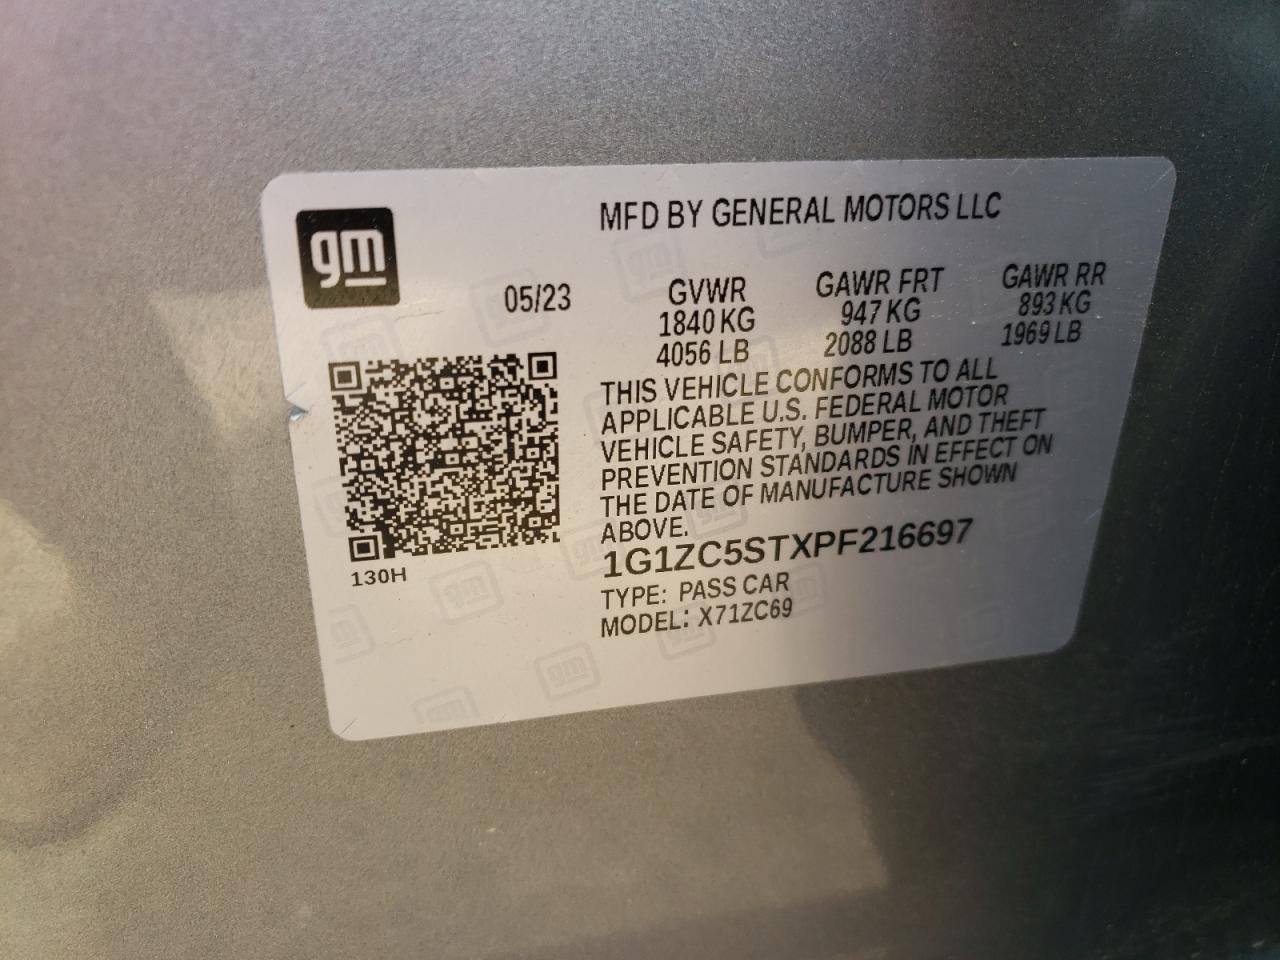 gm
MFD BY GENERAL MOTORS LLC
05/23
GVWR GAWR FRT GAWR RR
1840 KG 947 KG 893 KG
4056 LB 2088 LB 1969 LB
THIS VEHICLE CONFORMS TO ALL
APPLICABLE U.S. FEDERAL MOTOR
VEHICLE SAFETY, BUMPER, AND THEFT
PREVENTION STANDARDS IN EFFECT ON
THE DATE OF MANUFACTURE SHOWN
ABOVE.
1G1ZC5STXPF216697
130H
TYPE: PASS CAR
MODEL: X71ZC69